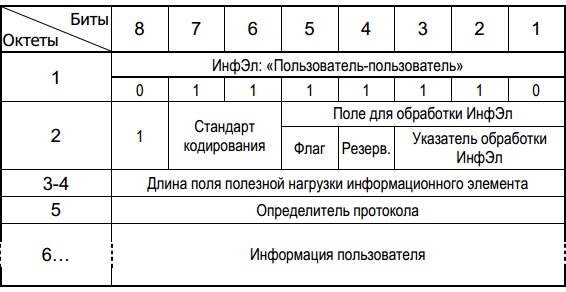 Биты
Октеты
8 7 6 5 4 3 2 1
1
ИнфЭл: «Пользователь-пользователь»
0 1 1 1 1 1 1 0
2
1
Стандарт
кодирования
Поле для обработки ИнфЭл
Флаг
Резерв.
Указатель обработки
ИнфЭл
3-4
Длина поля полезной нагрузки информационного элемента
5
Определитель протокола
6...
Информация пользователя